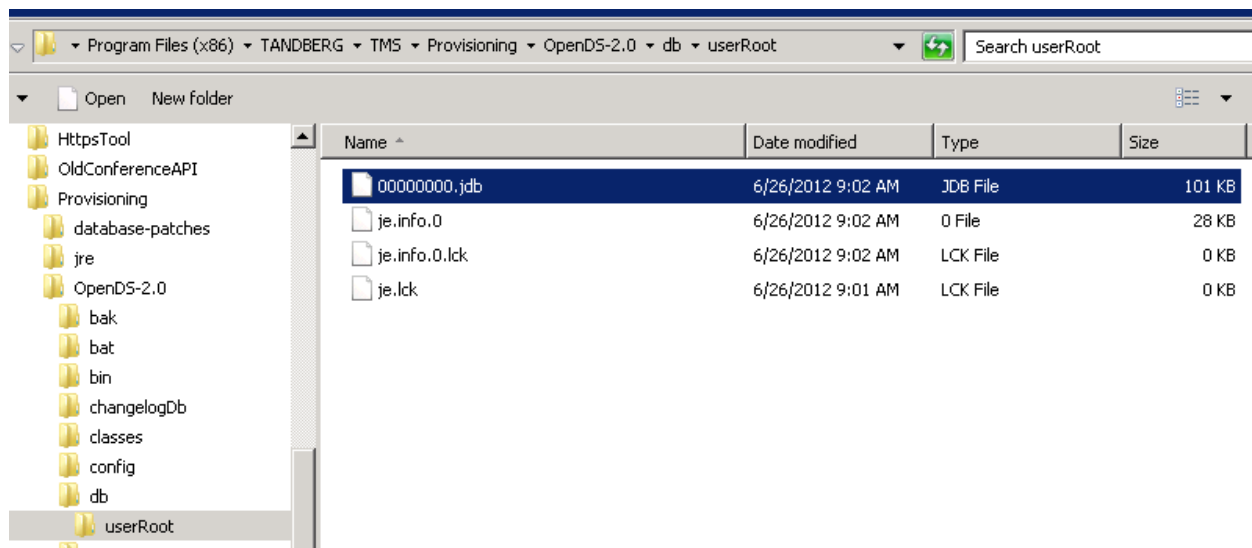 Program Files (x86) TANDBERG TMS Provisioning OpenDS-2.0 db userRoot Search userRoot
Open New folder
HttpsTool
OldConferenceAPI
Provisioning
database-patches
jre
OpenDS-2.0
bak
bat
bin
changelogDb
classes
config
db
userRoot
Name Date modified Type Size
00000000.jdb 6/26/2012 9:02 AM JDB File 101 KB
je.info.0 6/26/2012 9:02 AM 0 File 28 KB
je.info.0.lck 6/26/2012 9:02 AM LCK File 0 KB
je.lck 6/26/2012 9:01 AM LCK File 0 KB